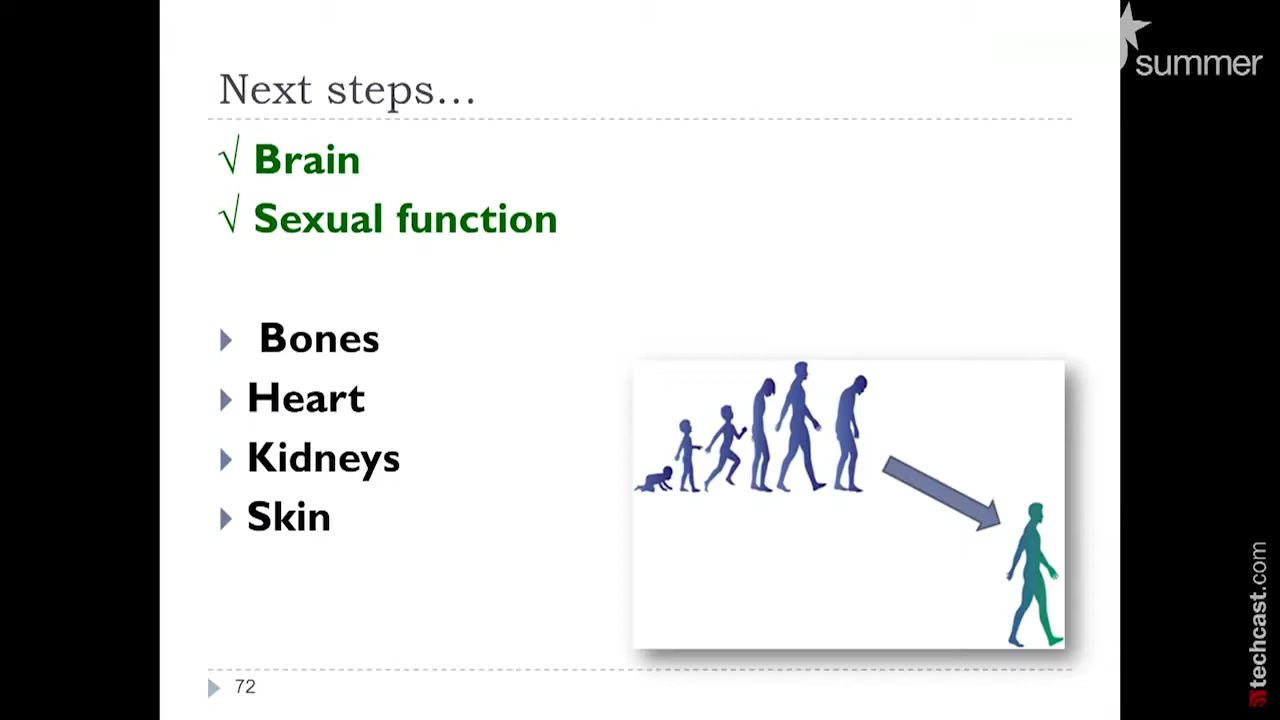 summer
Next steps...
√ Brain
√ Sexual function
Bones
Heart
Kidneys
Skin
72
techcast.com